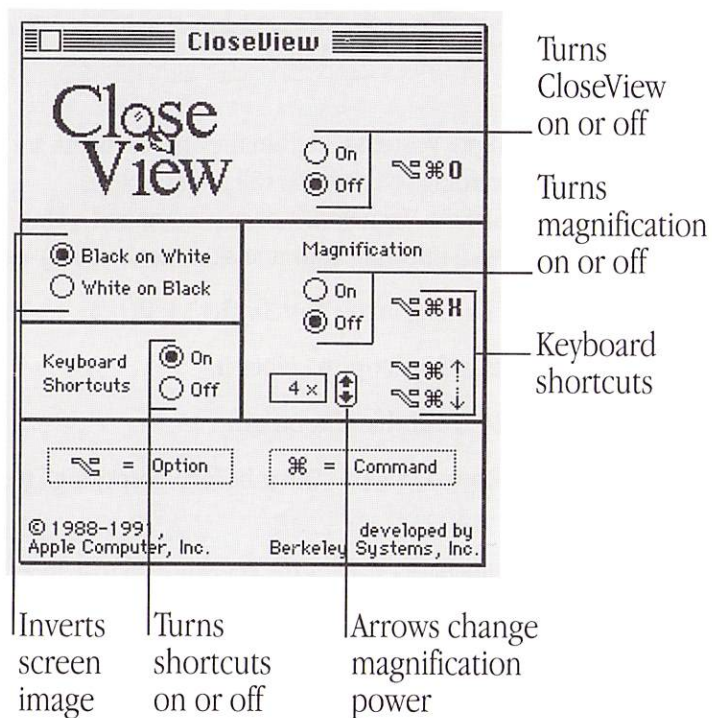 CloseView
Close
View
On
Off
⌥⌘O
Turns
CloseView
on or off
Turns
magnification
on or off
Black on White
White on Black
Magnification
On
Off
⌥⌘X
Keyboard
shortcuts
Keyboard
Shortcuts
On
Off
4 x
⌥⌘↑
⌥⌘↓
⌥ = Option
⌘ = Command
© 1988-1991,
Apple Computer, Inc.
developed by
Berkeley Systems, Inc.
Inverts
screen
image
Turns
shortcuts
on or off
Arrows change
magnification
power